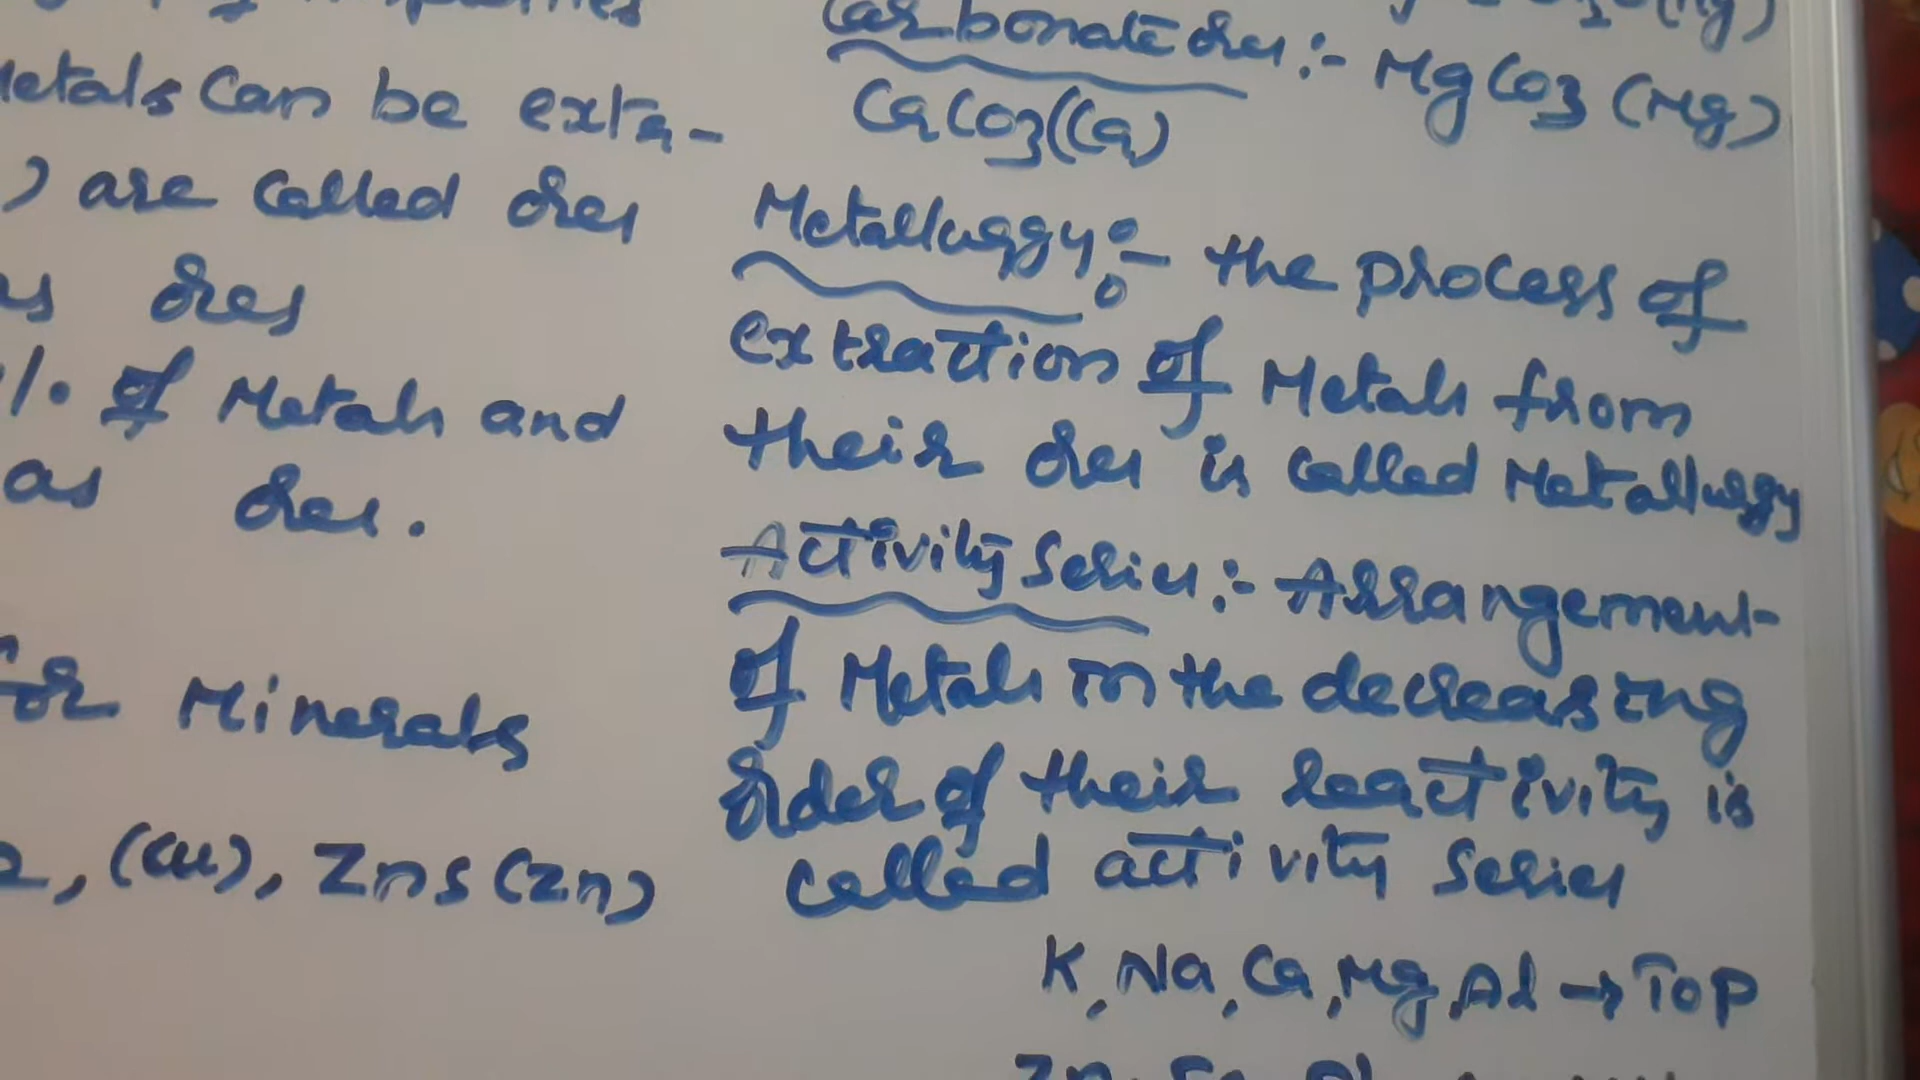 Metals Can be extra-
) are called ores
ores
of Metals and
as ores.
for Minerals
, (Cu), ZnS (Zn)
Carbonate ores :- MgCO3 (Mg)
CaCO3 (Ca)
Metallurgy :- the process of
extraction of Metals from
their ores is called Metallurgy
Activity Series :- Arrangement
of Metals in the decreasing
order of their reactivity is
called activity Series
K, Na, Ca, Mg, Al → TOP